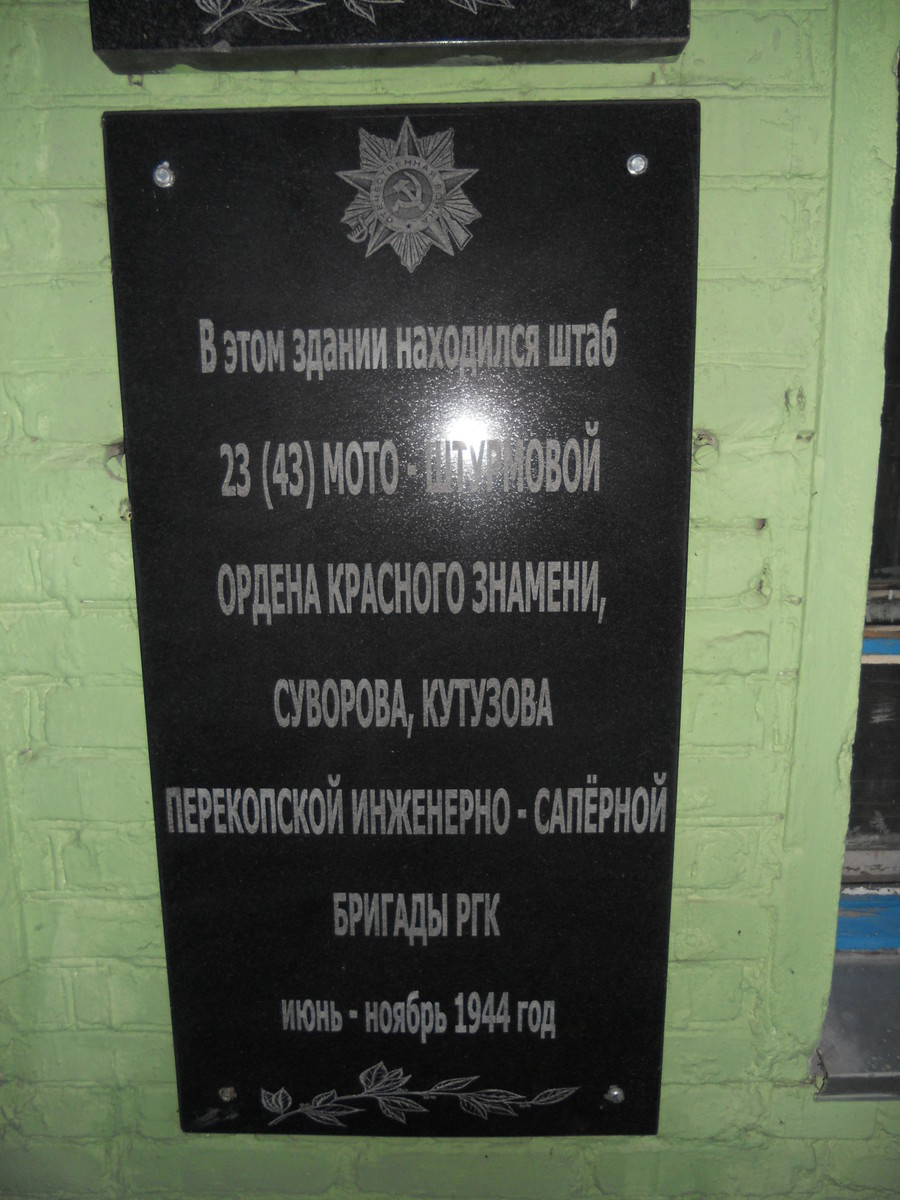 В этом здании находился штаб
23 (43) МОТО - ШТУРМОВОЙ
ОРДЕНА КРАСНОГО ЗНАМЕНИ,
СУВОРОВА, КУТУЗОВА
ПЕРЕКОПСКОЙ ИНЖЕНЕРНО - САПЁРНОЙ
БРИГАДЫ РГК
июнь - ноябрь 1944 год